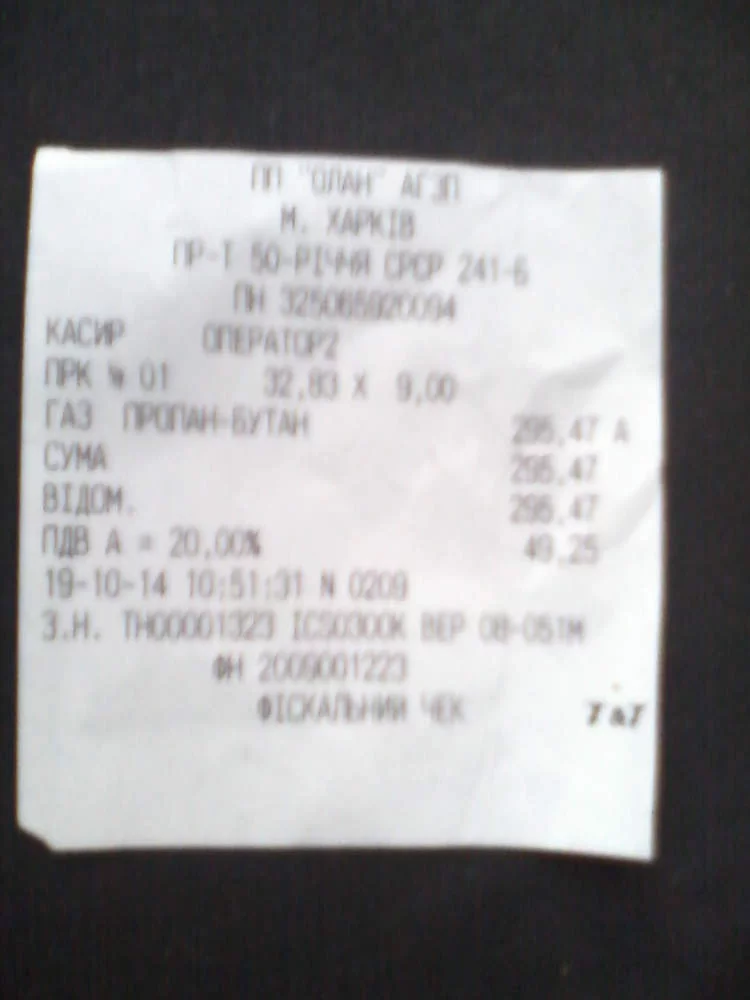 ПП "ОЛАН" АГЗП
М. ХАРКІВ
ПР-Т 50-РІЧЧЯ СРСР 241-Б
ПН 325065920094
КАСИР ОПЕРАТОР2
ПРК № 01 32,83 X 9,00
ГАЗ ПРОПАН-БУТАН 295,47 А
СУМА 295,47
ВІДОМ. 295,47
ПДВ А = 20,00% 49,25
19-10-14 10:51:31 N 0209
З.Н. ТН00001323 ICS0300K ВЕР 08-051М
ФН 2009001223
ФІСКАЛЬНИЙ ЧЕК T&T